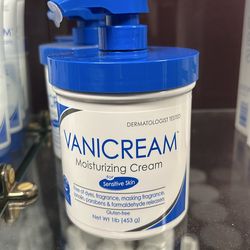 DERMATOLOGIST TESTED
VANICREAM™
Moisturizing Cream
for
Sensitive Skin
Free of dyes, fragrance, masking fragrance,
lanolin, parabens & formaldehyde releasers
Gluten-free
Net Wt 1lb (453 g)